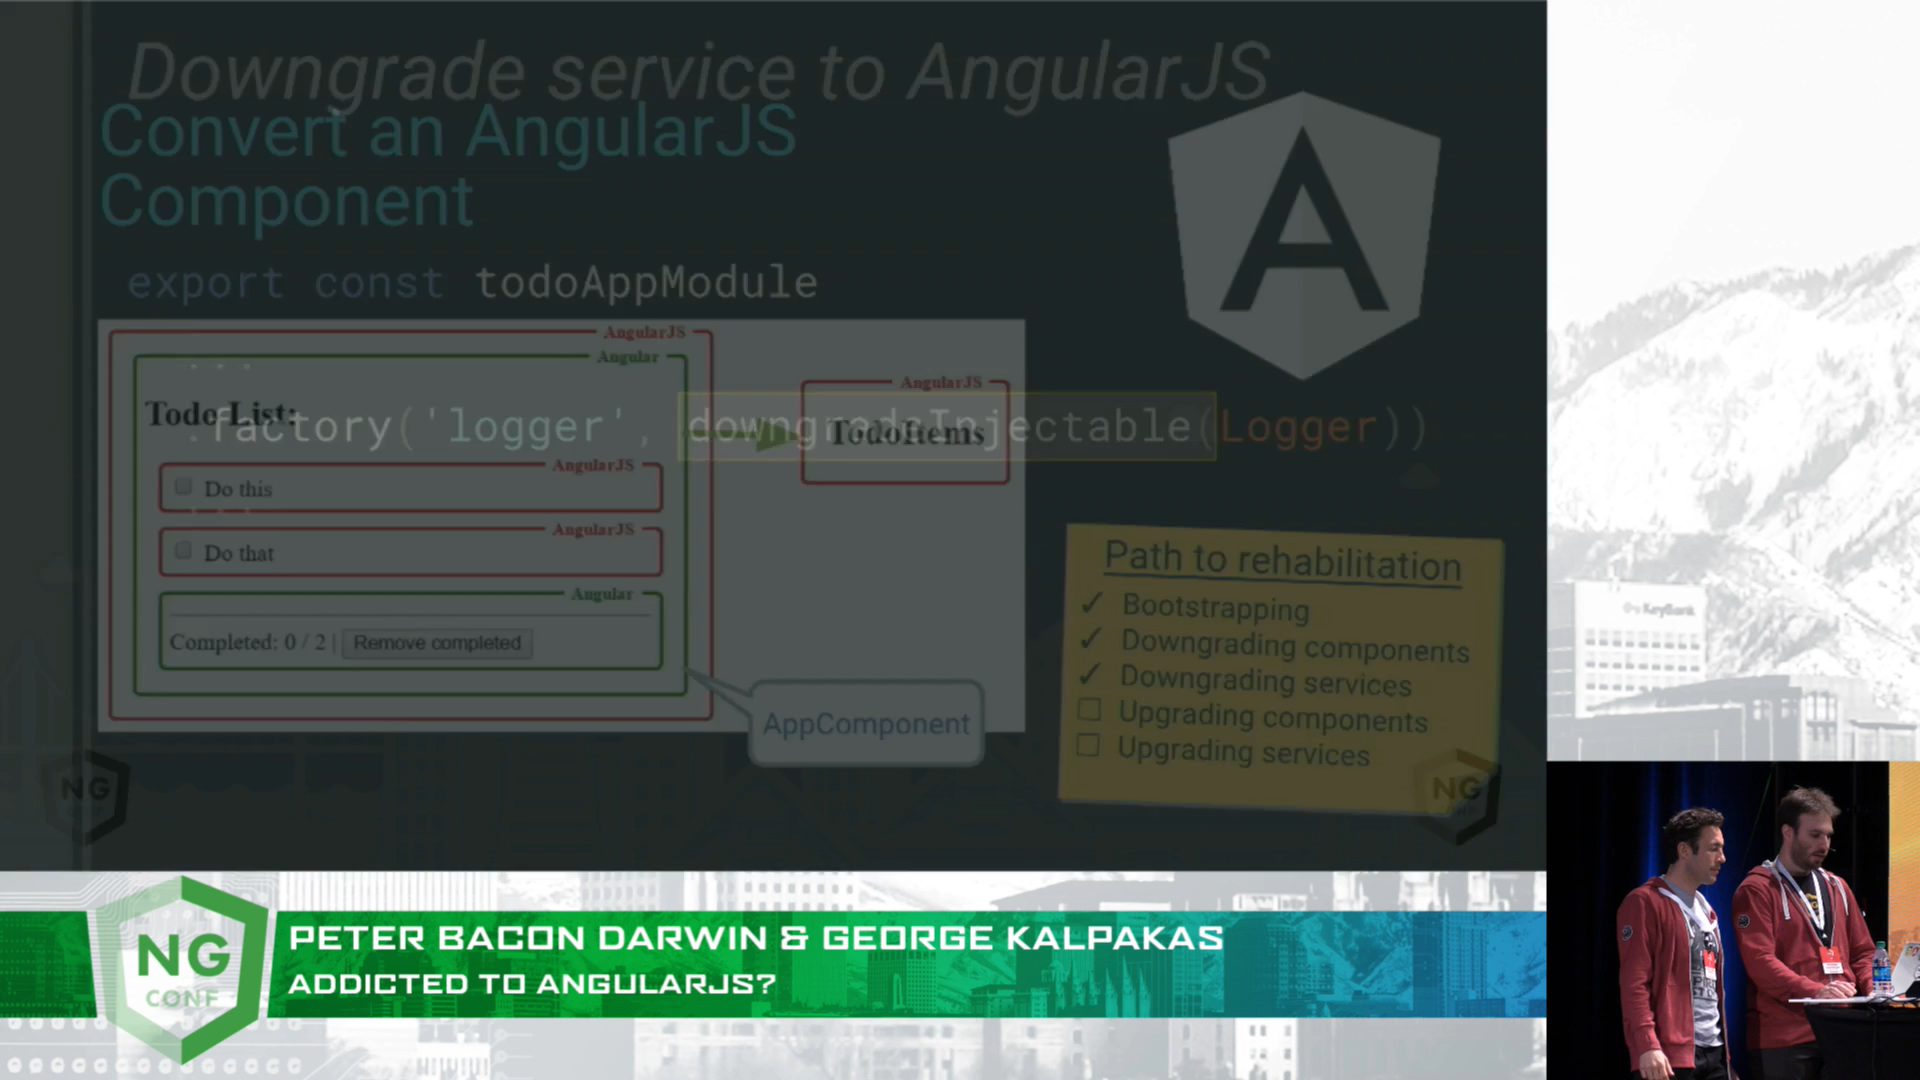 Downgrade service to AngularJS
Convert an AngularJS
Component
export const todoAppModule
AngularJS
Angular
...
Todo List:
.factory('logger', downgradeInjectable(Logger))
AngularJS
TodoItems
AngularJS
Do this
...
AngularJS
Do that
Angular
Completed: 0 / 2 | Remove completed
AppComponent
Path to rehabilitation
✓ Bootstrapping
✓ Downgrading components
✓ Downgrading services
☐ Upgrading components
☐ Upgrading services
NG
NG
KeyBank
NG
CONF
PETER BACON DARWIN & GEORGE KALPAKAS
ADDICTED TO ANGULARJS?